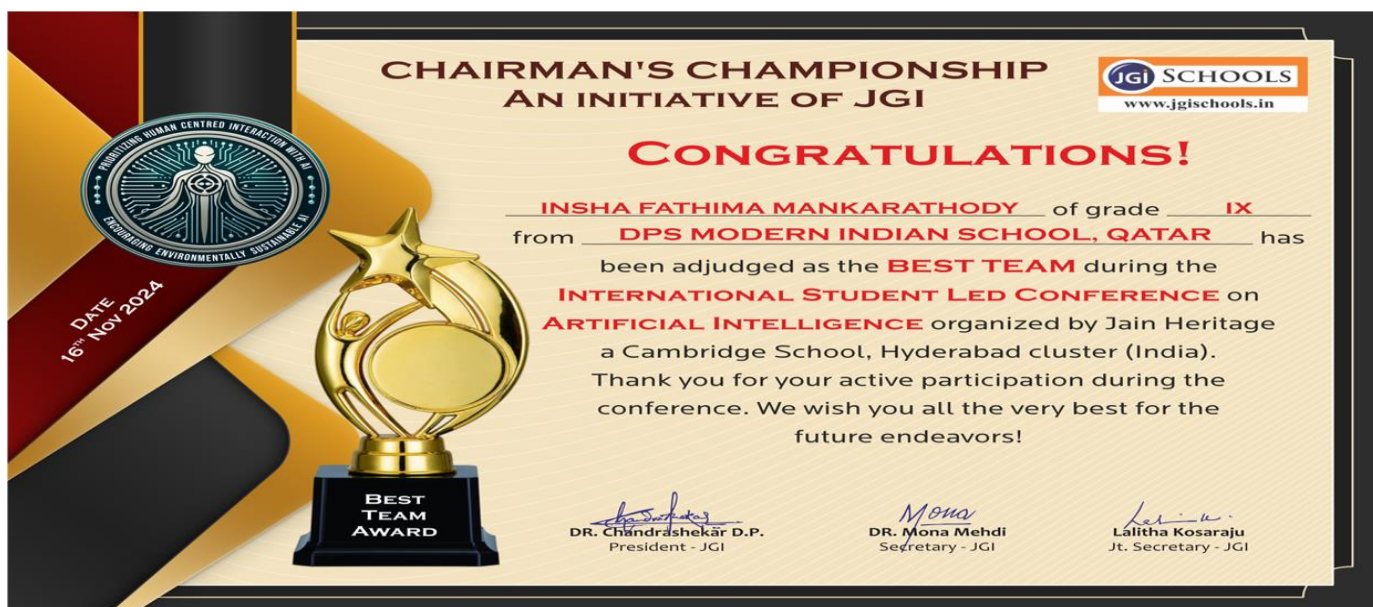 CHAIRMAN'S CHAMPIONSHIP
AN INITIATIVE OF JGI
JGi SCHOOLS
www.jgischools.in
CONGRATULATIONS!
INSHA FATHIMA MANKARATHODY of grade IX
from DPS MODERN INDIAN SCHOOL, QATAR has
been adjudged as the BEST TEAM during the
INTERNATIONAL STUDENT LED CONFERENCE on
ARTIFICIAL INTELLIGENCE organized by Jain Heritage
a Cambridge School, Hyderabad cluster (India).
Thank you for your active participation during the
conference. We wish you all the very best for the
future endeavors!
PRIORITIZING HUMAN CENTRED INTERACTION WITH AI
ENCOURAGING ENVIRONMENTALLY SUSTAINABLE AI
DATE
16TH NOV 2024
BEST
TEAM
AWARD
Mona
DR. Chandrashekar D.P.
President - JGI
DR. Mona Mehdi
Secretary - JGI
Lalitha Kosaraju
Jt. Secretary - JGI